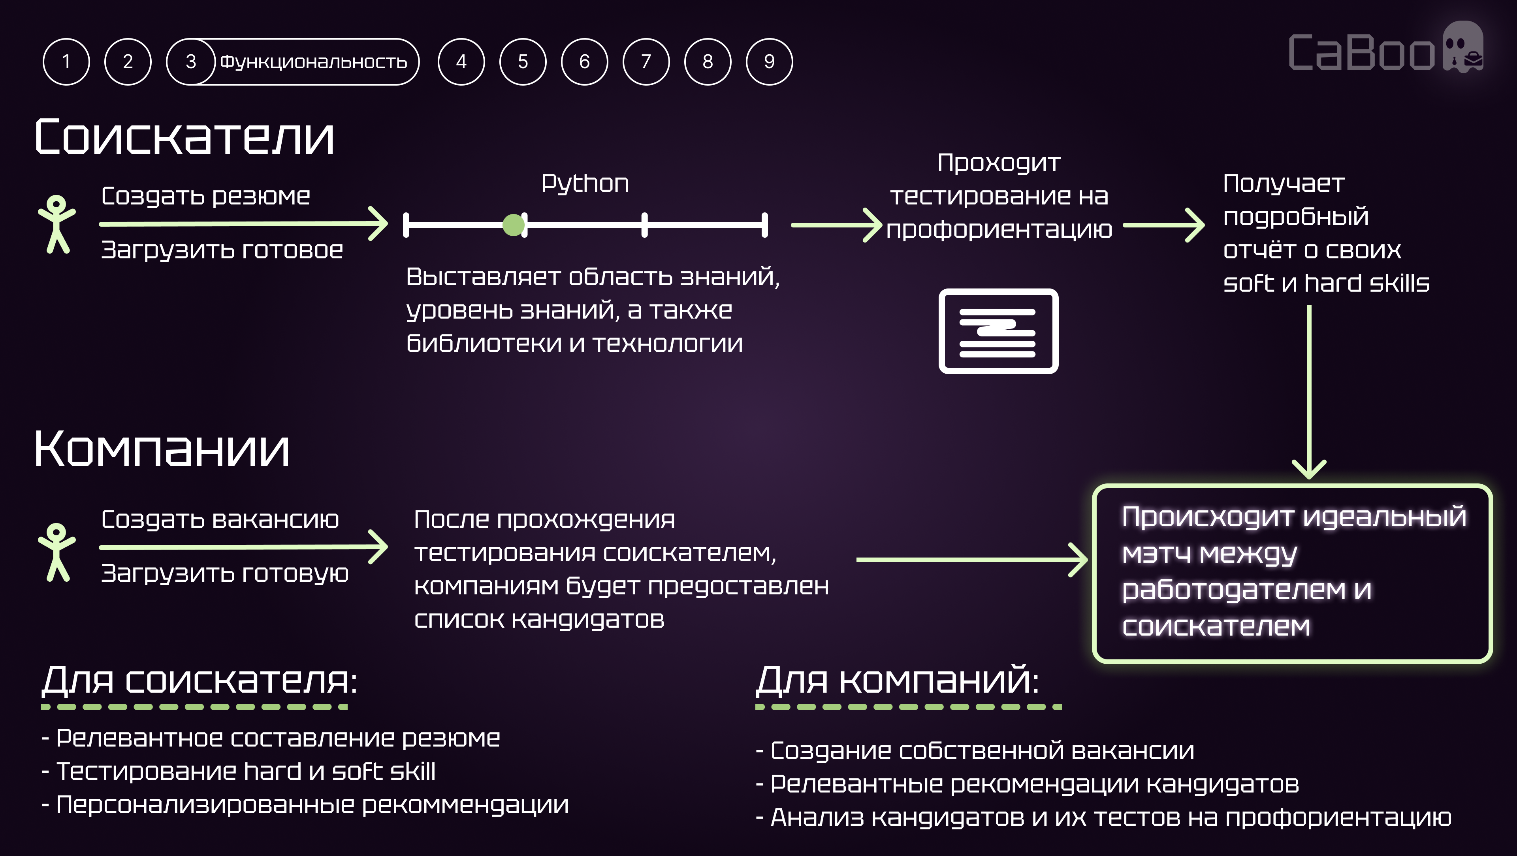 1 2 3 Функциональность 4 5 6 7 8 9
CaBoo
Соискатели
Создать резюме
Загрузить готовое
Python
Выставляет область знаний,
уровень знаний, а также
библиотеки и технологии
Проходит
тестирование на
профориентацию
Получает
подробный
отчёт о своих
soft и hard skills
Компании
Создать вакансию
Загрузить готовую
После прохождения
тестирования соискателем,
компаниям будет предоставлен
список кандидатов
Происходит идеальный
мэтч между
работодателем и
соискателем
Для соискателя:
- Релевантное составление резюме
- Тестирование hard и soft skill
- Персонализированные рекоммендации
Для компаний:
- Создание собственной вакансии
- Релевантные рекомендации кандидатов
- Анализ кандидатов и их тестов на профориентацию